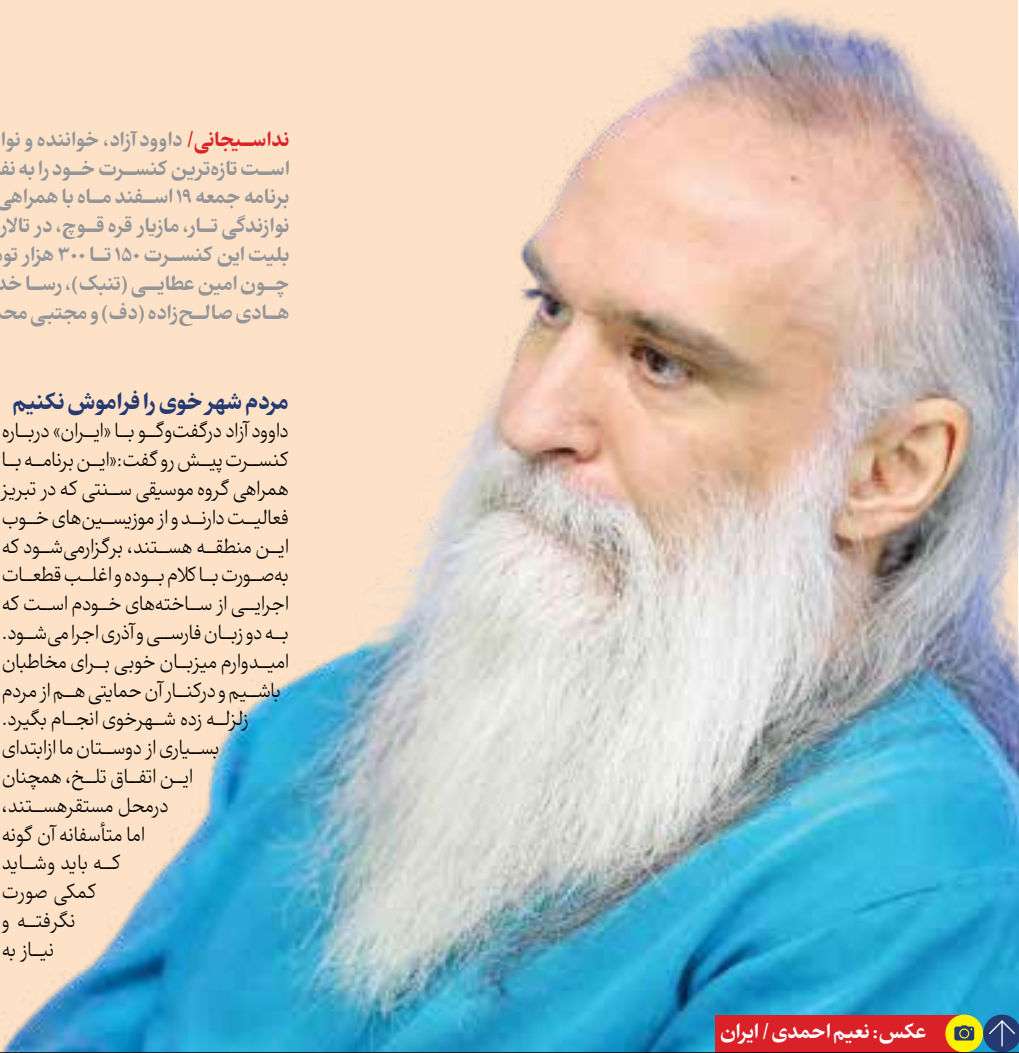 نداسیجانی/ داوود آزاد، خواننده و
است تازه‌ترین کنسرت خود را به
برنامه جمعه ۱۹ اسفند ماه با همراهی
نوازندگی تار، مازیار قره قوچ، در تالار
بلیت این کنسرت ۱۵۰ تا ۳۰۰ هزار
چون امین عطایی (تنبک)، رسا
هادی صالح‌زاده (دف) و مجتبی
مردم شهر خوی را فراموش نکنیم
داوود آزاد درگفت‌وگو با «ایران» درباره
کنسرت پیش رو گفت:«این برنامه با
همراهی گروه موسیقی سنتی که در تبریز
فعالیت دارند و از موزیسین‌های خوب
این منطقه هستند، برگزارمی‌شود که
به‌صورت با کلام بوده و اغلب قطعات
اجرایی از ساخته‌های خودم است که
به دو زبان فارسی و آذری اجرا می‌شود.
امیدوارم میزبان خوبی برای مخاطبان
باشیم و درکنار آن حمایتی هم از مردم
زلزله زده شهرخوی انجام بگیرد.
بسیاری از دوستان ما ازابتدای
این اتفاق تلخ، همچنان
درمحل مستقرهستند،
اما متأسفانه آن گونه
که باید وشاید
کمکی صورت
نگرفته و
نیاز به
عکس: نعیم احمدی / ایران